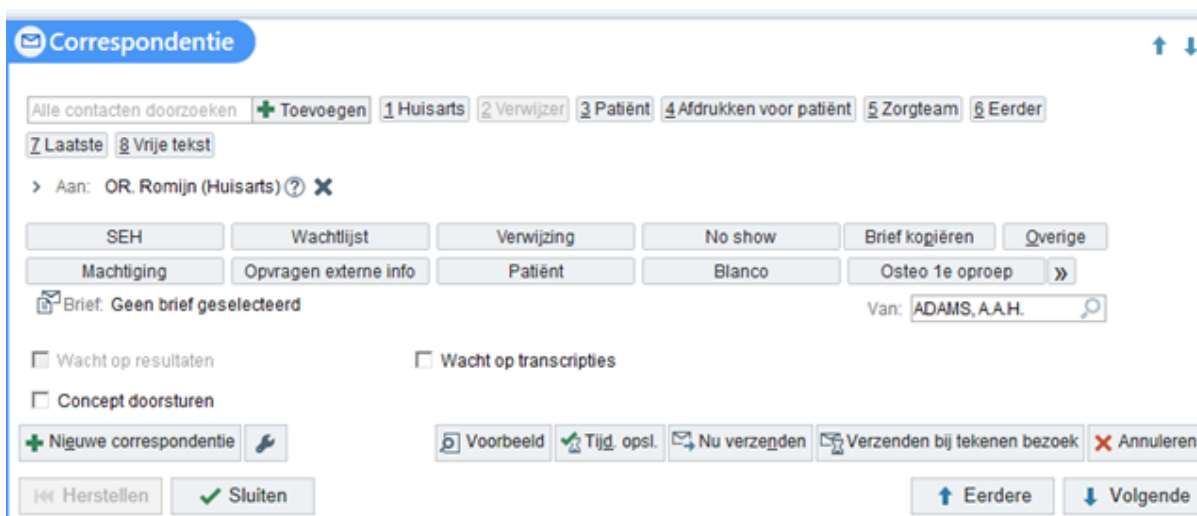 Correspondentie
Alle contacten doorzoeken Toevoegen 1 Huisarts 2 Verwijzer 3 Patiënt 4 Afdrukken voor patiënt 5 Zorgteam 6 Eerder
7 Laatste 8 Vrije tekst
> Aan: OR. Romijn (Huisarts) ?
SEH Wachtlijst Verwijzing No show Brief kopiëren Overige
Machtiging Opvragen externe info Patiënt Blanco Osteo 1e oproep »
Brief: Geen brief geselecteerd Van: ADAMS, A.A.H.
Wacht op resultaten Wacht op transcripties
Concept doorsturen
Nieuwe correspondentie Voorbeeld Tijd. opsl. Nu verzenden Verzenden bij tekenen bezoek Annuleren
Herstellen Sluiten Eerdere Volgende